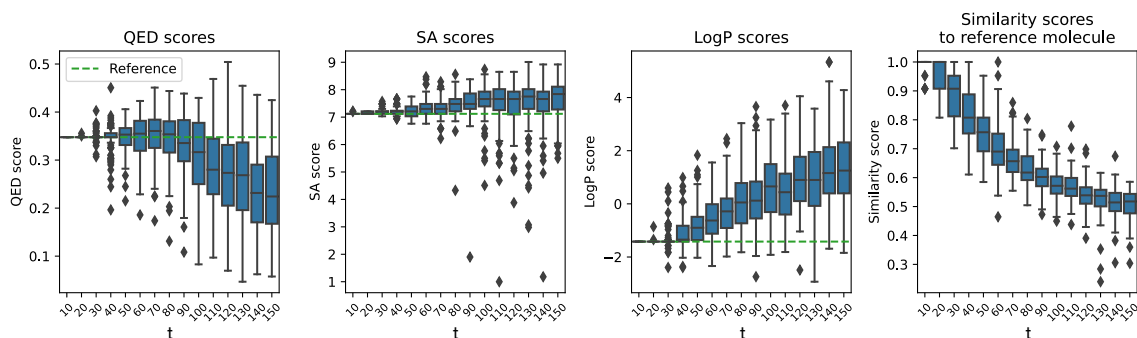 QED scores
QED score
0.5
0.4
0.3
0.2
0.1
Reference
10 20 30 40 50 60 70 80 90 100 110 120 130 140 150
t
SA scores
SA score
9
8
7
6
5
4
3
2
1
10 20 30 40 50 60 70 80 90 100 110 120 130 140 150
t
LogP scores
LogP score
4
2
0
−2
10 20 30 40 50 60 70 80 90 100 110 120 130 140 150
t
Similarity scores
to reference molecule
Similarity score
1.0
0.9
0.8
0.7
0.6
0.5
0.4
0.3
10 20 30 40 50 60 70 80 90 100 110 120 130 140 150
t